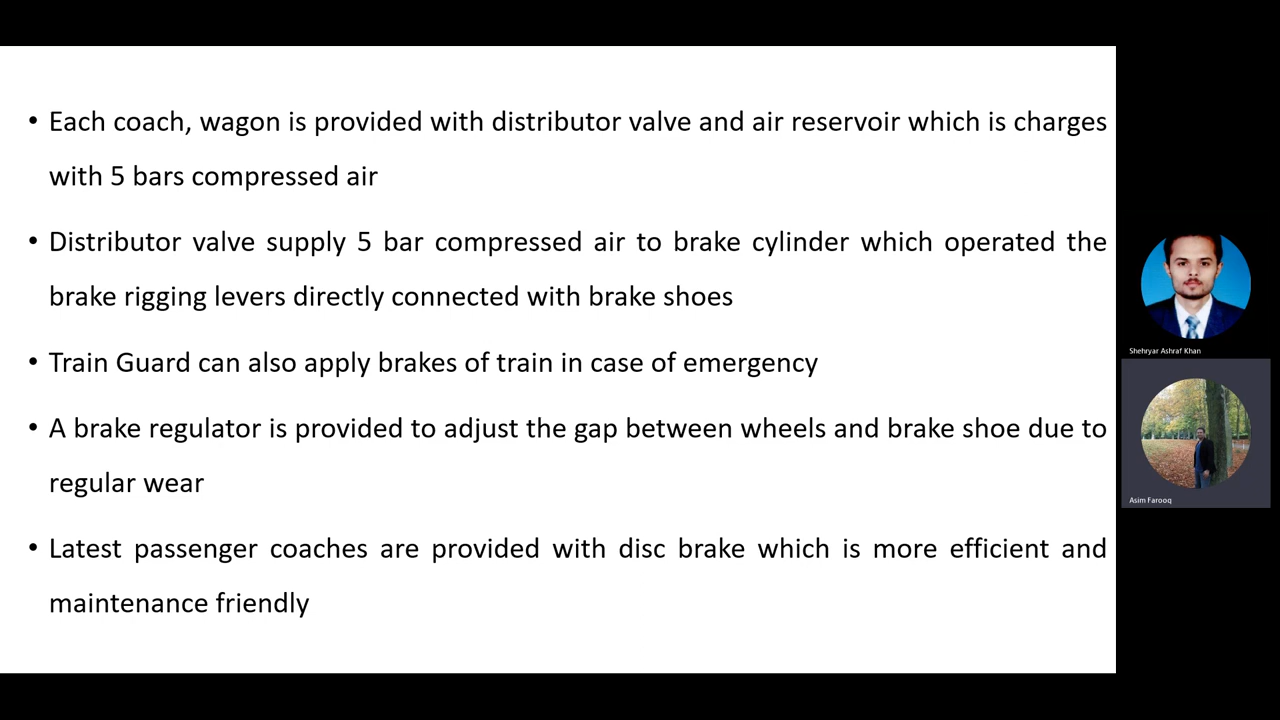 • Each coach, wagon is provided with distributor valve and air reservoir which is charges
with 5 bars compressed air
• Distributor valve supply 5 bar compressed air to brake cylinder which operated the
brake rigging levers directly connected with brake shoes
• Train Guard can also apply brakes of train in case of emergency
• A brake regulator is provided to adjust the gap between wheels and brake shoe due to
regular wear
• Latest passenger coaches are provided with disc brake which is more efficient and
maintenance friendly
Shehryar Ashraf Khan
Asim Farooq